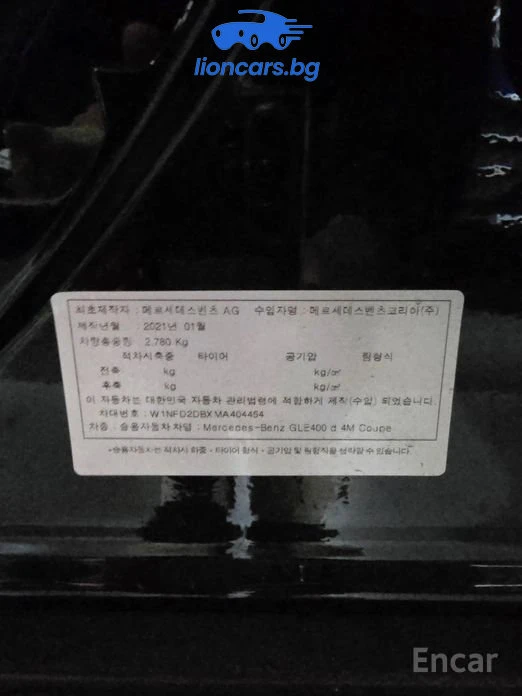 lioncars.bg
최초제작자 : 메르세데스벤츠 AG 수입자명 : 메르세데스벤츠코리아(주)
제작년월 : 2021년 01월
차량총중량 2,780 Kg
적차시축중 타이어 공기압 림형식
전축 : kg kg/㎠
후축 kg kg/㎠
이 자동차는 대한민국 자동차 관리법령에 적합하게 제작(수입) 되었습니다.
차대번호 : W1NFD2DBXMA404454
차종 : 승용자동차차명 : Mercedes-Benz GLE400 d 4M Coupe
*승용자동차는 적차시 하중 · 타이어 형식 · 공기압 및 림형식을 생략할 수 있습니다.
Encar